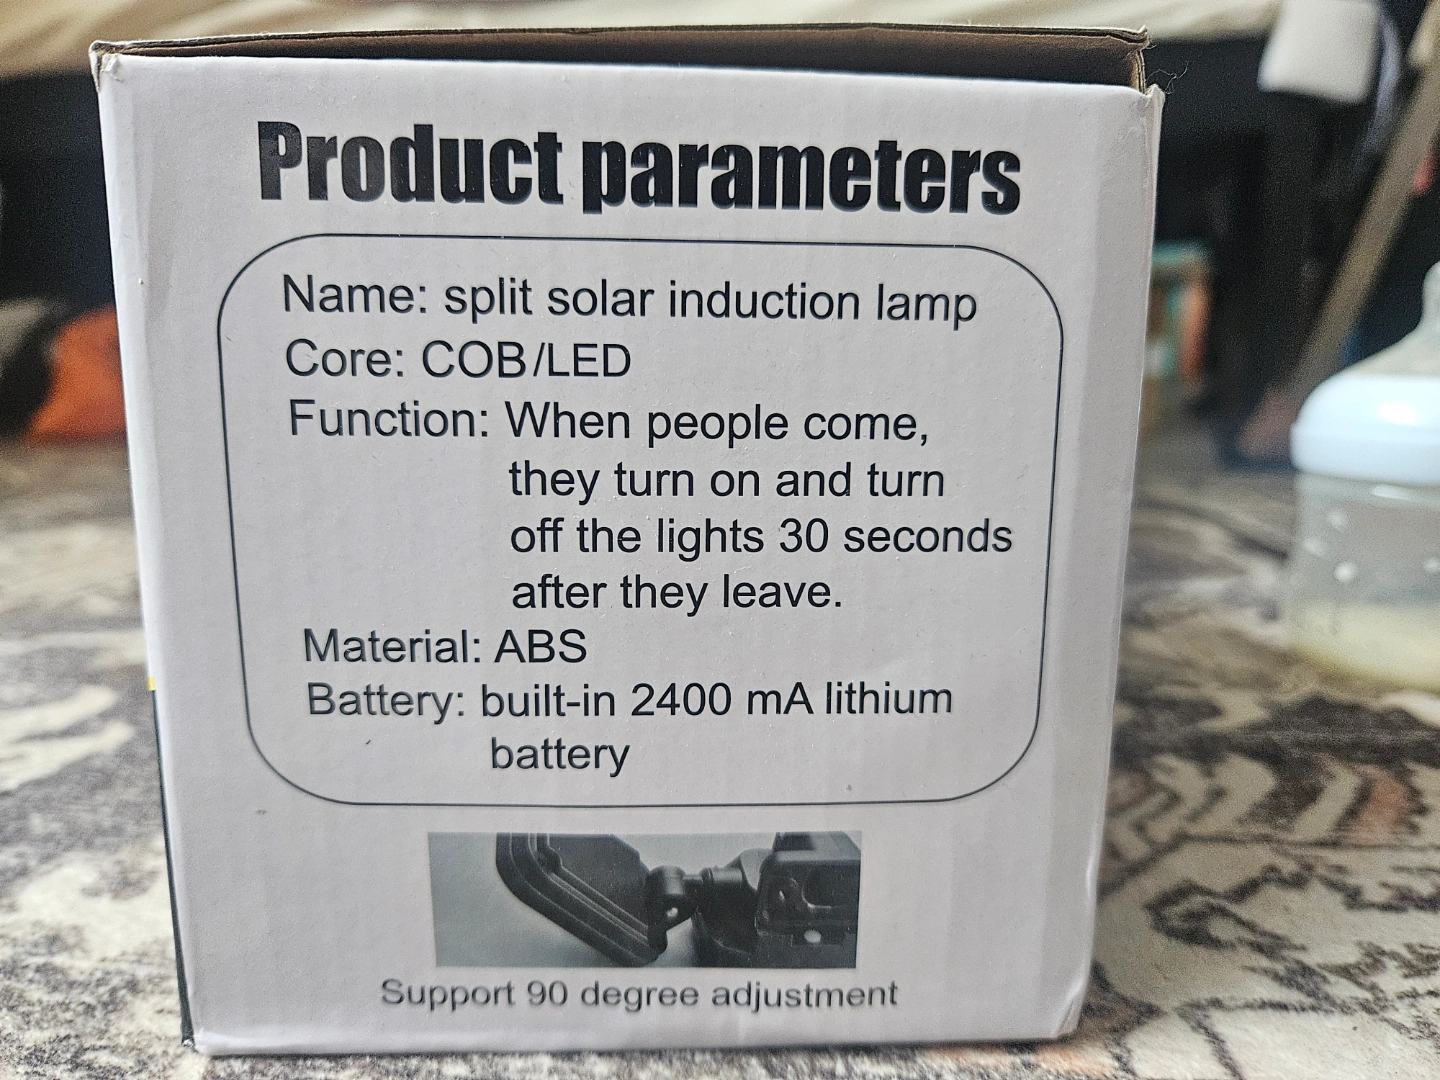 Product parameters
Name: split solar induction lamp
Core: COB/LED
Function: When people come,
they turn on and turn
off the lights 30 seconds
after they leave.
Material: ABS
Battery: built-in 2400 mA lithium
battery
Support 90 degree adjustment